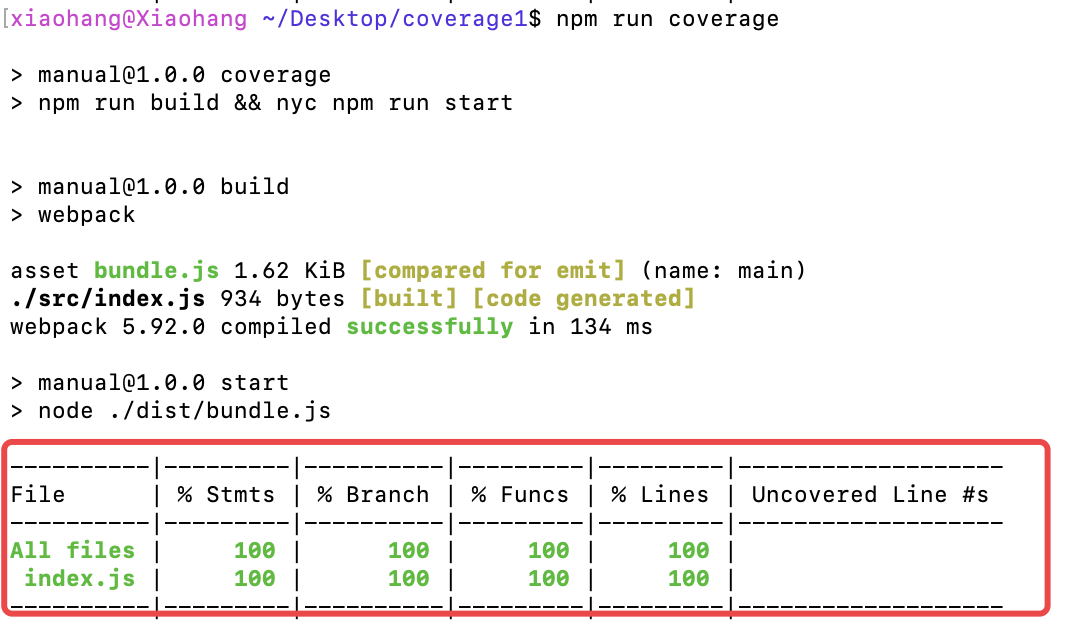 [xiaohang@Xiaohang ~/Desktop/coverage1$ npm run coverage
> manual@1.0.0 coverage
> npm run build && nyc npm run start
> manual@1.0.0 build
> webpack
asset bundle.js 1.62 KiB [compared for emit] (name: main)
./src/index.js 934 bytes [built] [code generated]
webpack 5.92.0 compiled successfully in 134 ms
> manual@1.0.0 start
> node ./dist/bundle.js
----------|---------|----------|---------|---------|-------------------
File      | % Stmts | % Branch | % Funcs | % Lines | Uncovered Line #s
----------|---------|----------|---------|---------|-------------------
All files |     100 |      100 |     100 |     100 |
 index.js |     100 |      100 |     100 |     100 |
----------|---------|----------|---------|---------|-------------------